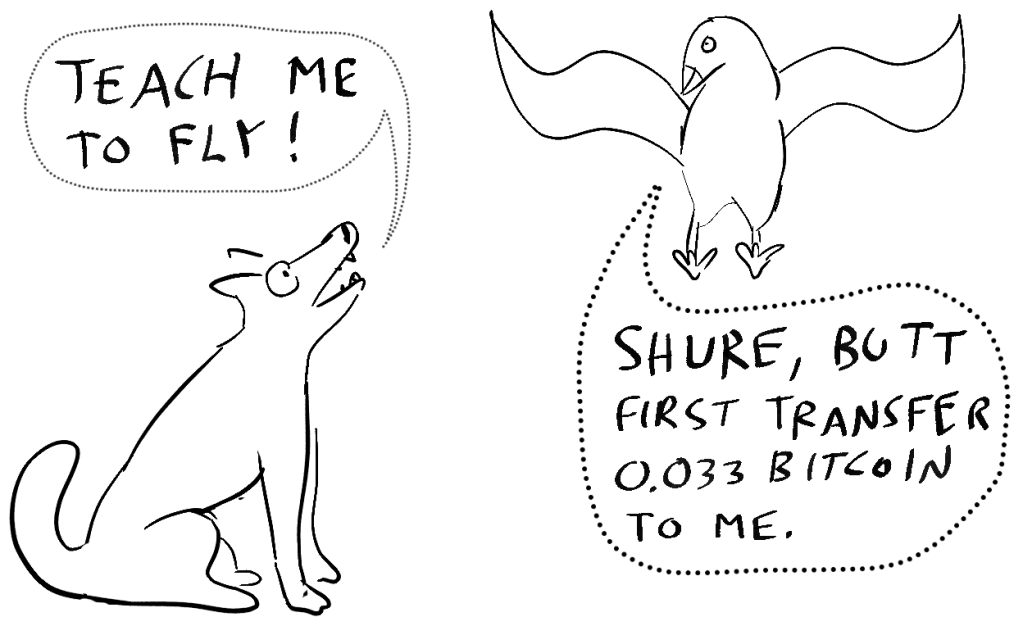 TEACH ME
TO FLY!
SHURE, BUTT
FIRST TRANSFER
0.033 BITCOIN
TO ME.